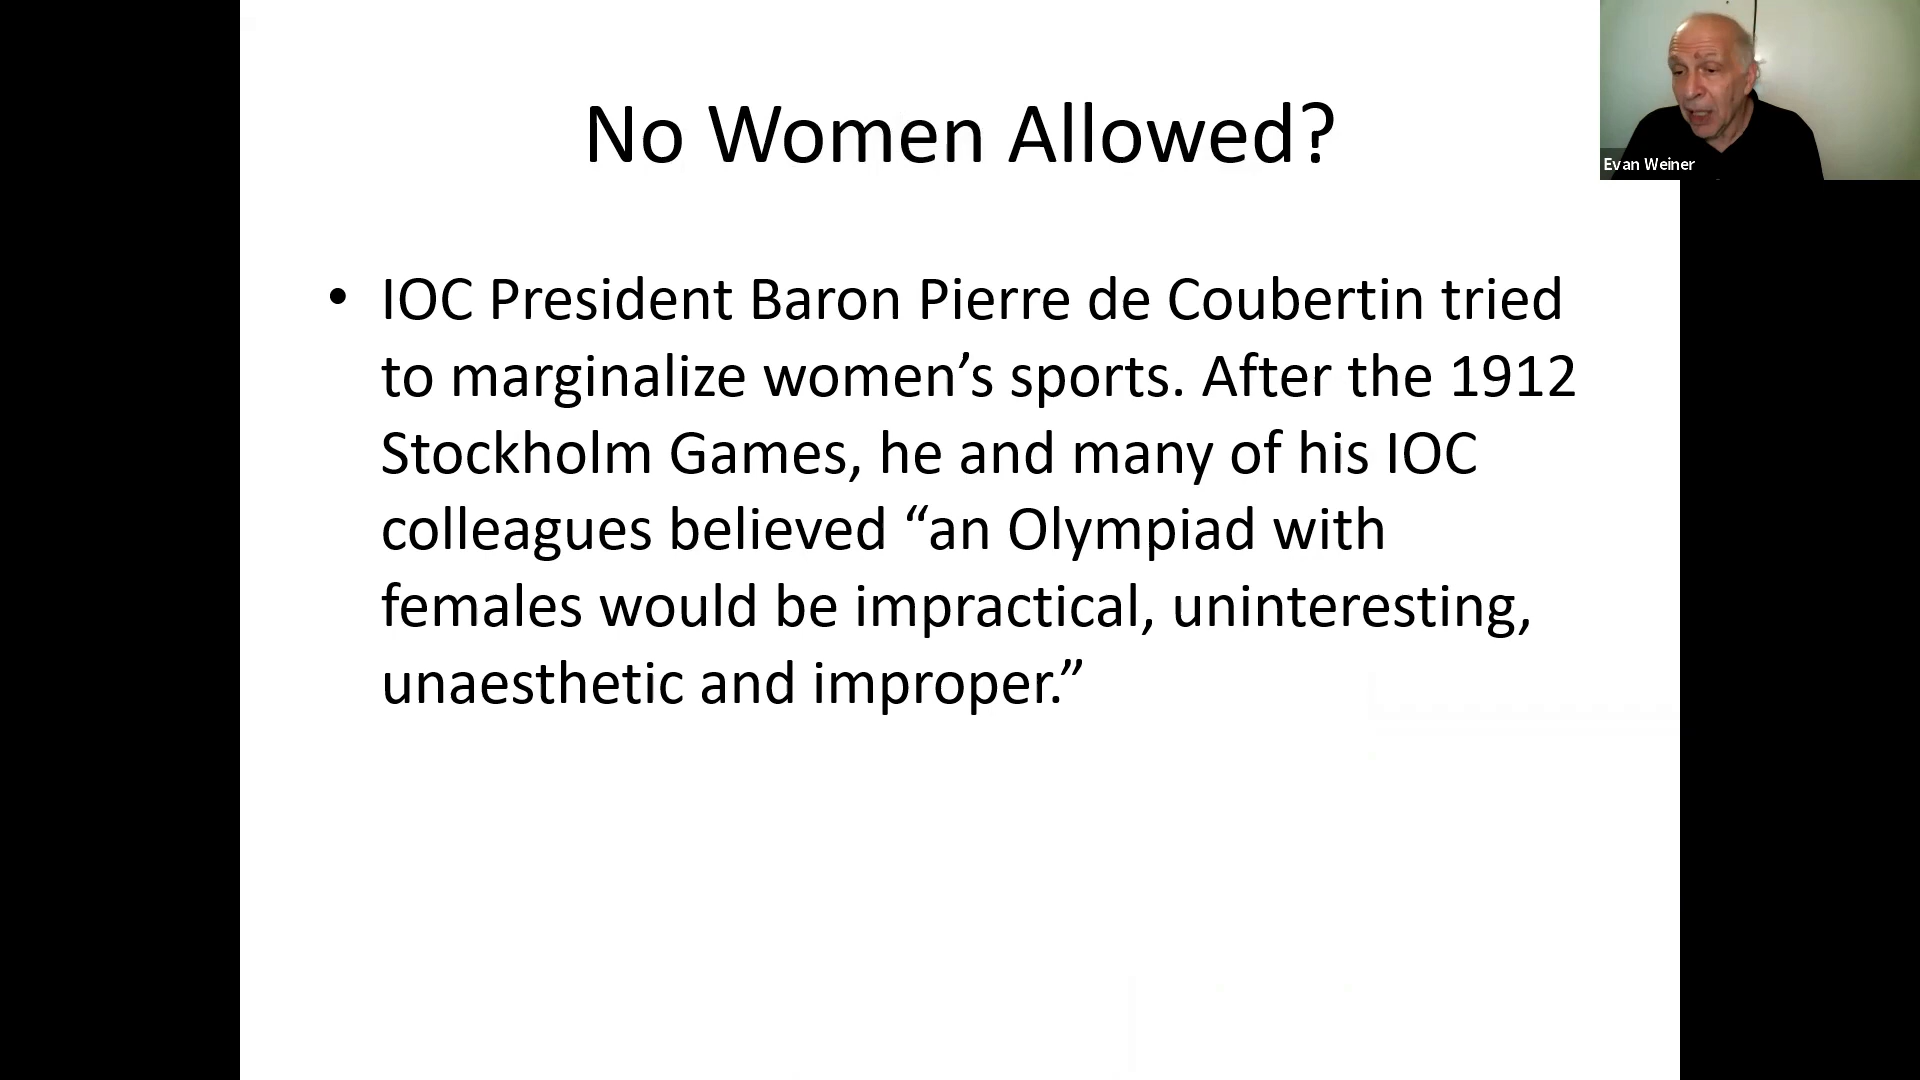 No Women Allowed?
• IOC President Baron Pierre de Coubertin tried
to marginalize women’s sports. After the 1912
Stockholm Games, he and many of his IOC
colleagues believed “an Olympiad with
females would be impractical, uninteresting,
unaesthetic and improper.”
Evan Weiner